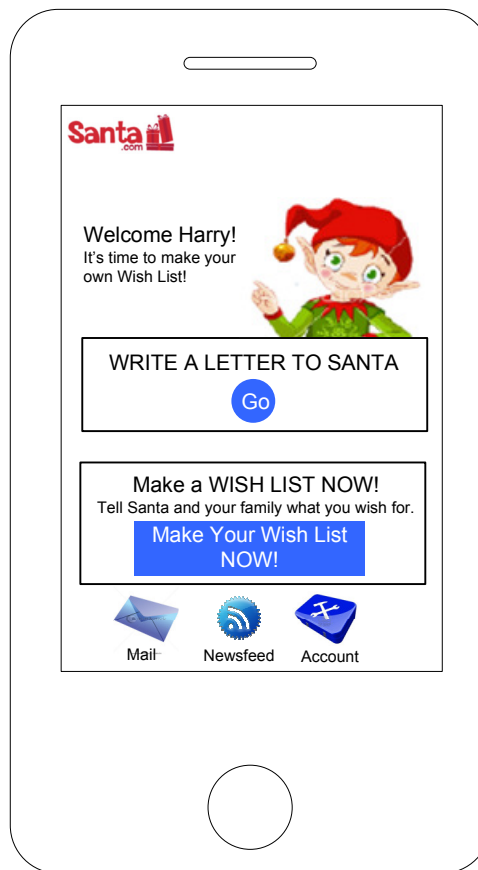 Santa
.com
Welcome Harry!
It's time to make your
own Wish List!
WRITE A LETTER TO SANTA
Go
Make a WISH LIST NOW!
Tell Santa and your family what you wish for.
Make Your Wish List
NOW!
Mail Newsfeed Account